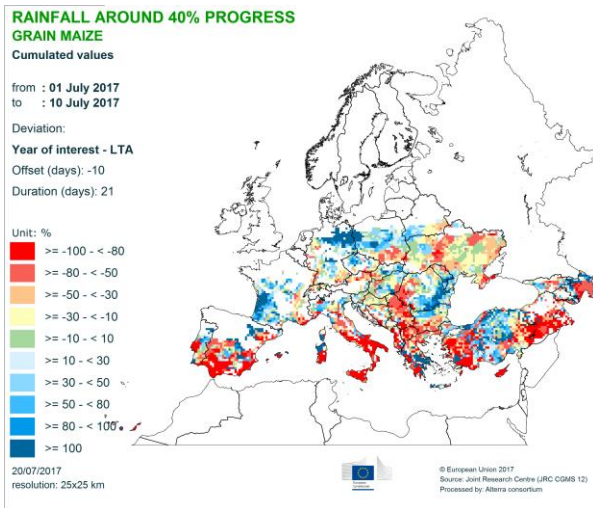 RAINFALL AROUND 40% PROGRESS
GRAIN MAIZE
Cumulated values
from : 01 July 2017
to : 10 July 2017
Deviation:
Year of interest - LTA
Offset (days): -10
Duration (days): 21
Unit: %
>= -100 - < -80
>= -80 - < -50
>= -50 - < -30
>= -30 - < -10
>= -10 - < 10
>= 10 - < 30
>= 30 - < 50
>= 50 - < 80
>= 80 - < 100
>= 100
20/07/2017
resolution: 25x25 km
European
Commission
© European Union 2017
Source: Joint Research Centre (JRC CGMS 12)
Processed by: Alterra consortium